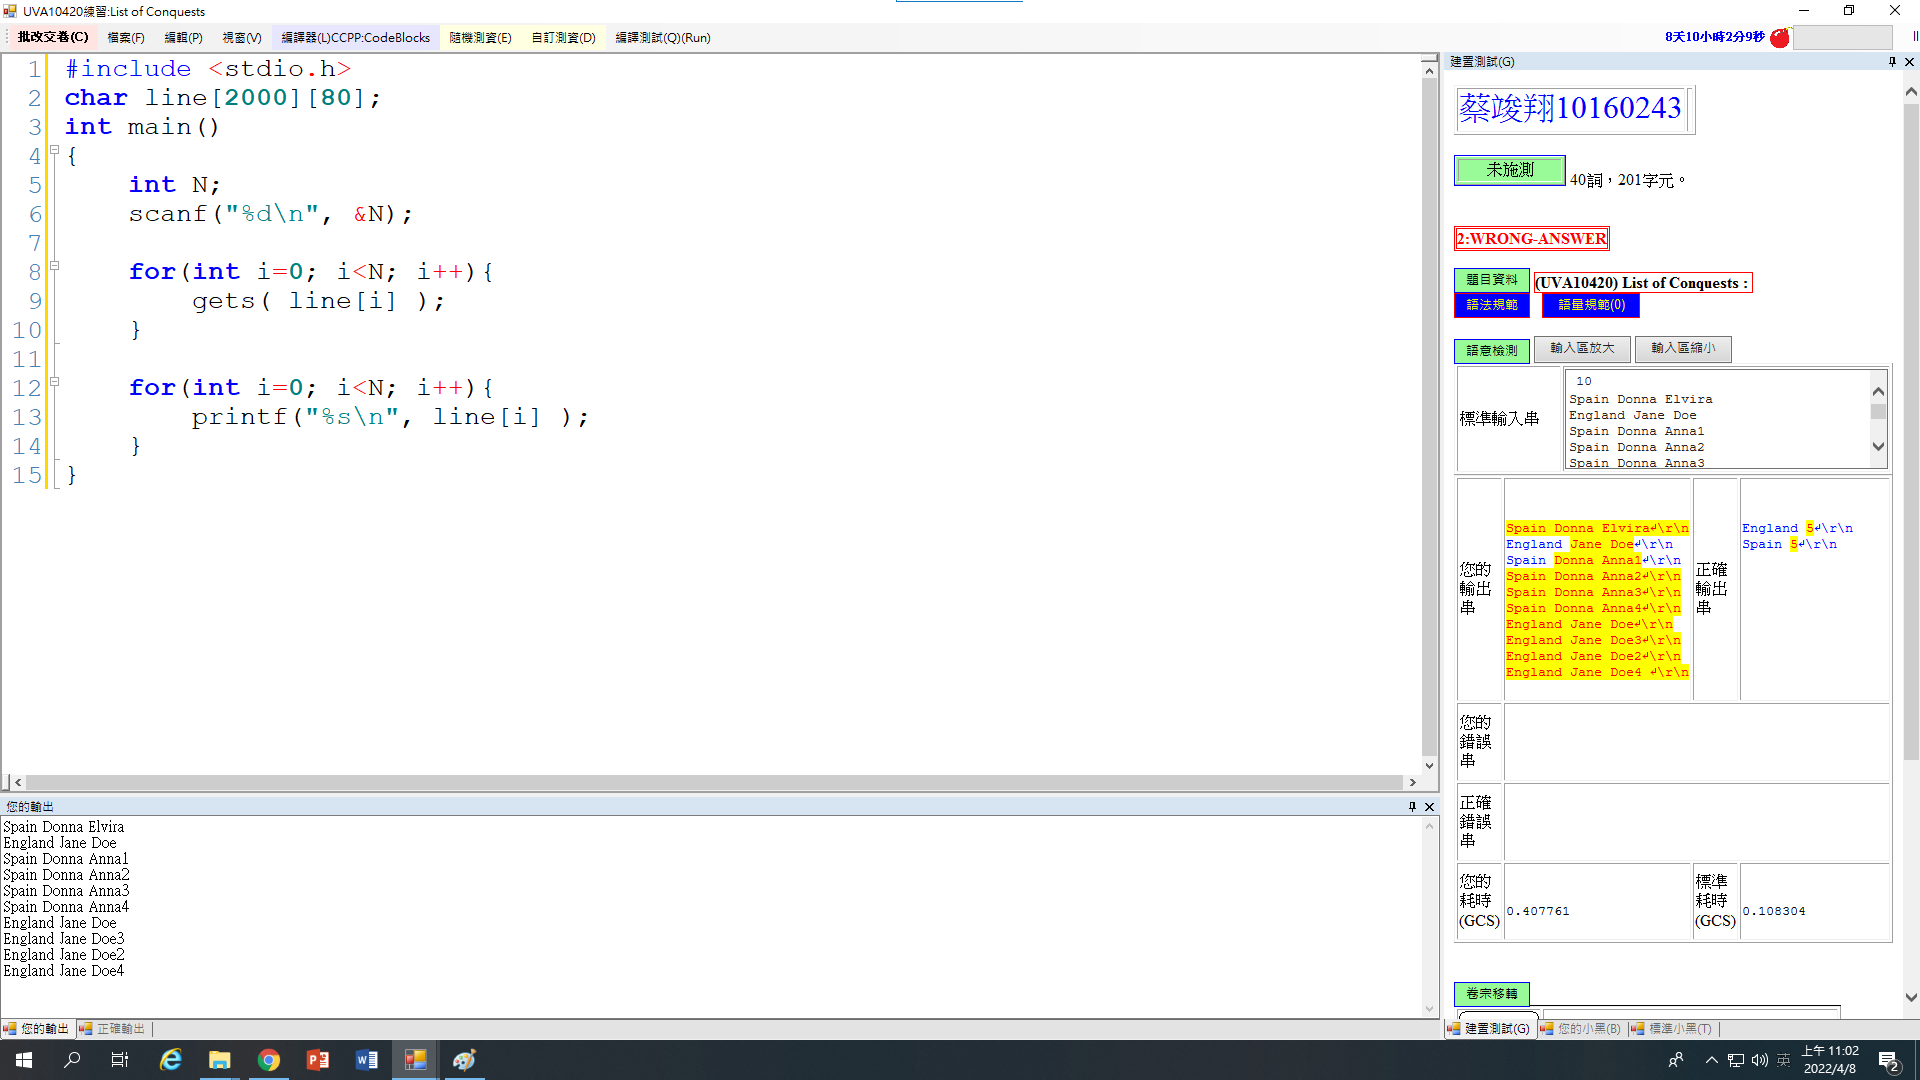 UVA10420練習:List of Conquests
批改交卷(C) 檔案(F) 編輯(P) 視窗(V) 編譯器(L)CCPP:CodeBlocks 隨機測資(E) 自訂測資(D) 編譯測試(Q)(Run) 8天10小時2分9秒
1 #include <stdio.h>
2 char line[2000][80];
3 int main()
4 {
5 int N;
6 scanf("%d\n", &N);
7
8 for(int i=0; i<N; i++){
9 gets( line[i] );
10 }
11
12 for(int i=0; i<N; i++){
13 printf("%s\n", line[i] );
14 }
15 }
您的輸出
Spain Donna Elvira
England Jane Doe
Spain Donna Anna1
Spain Donna Anna2
Spain Donna Anna3
Spain Donna Anna4
England Jane Doe
England Jane Doe3
England Jane Doe2
England Jane Doe4
您的輸出 正確輸出
建置測試(G)
蔡竣翔10160243
未施測 40詞，201字元。
2:WRONG-ANSWER
題目資料 (UVA10420) List of Conquests :
語法規範 語量規範(0)
語意檢測 輸入區放大 輸入區縮小
標準輸入串
10
Spain Donna Elvira
England Jane Doe
Spain Donna Anna1
Spain Donna Anna2
Spain Donna Anna3
您的輸出串
Spain Donna Elvira↲\r\n
England Jane Doe↲\r\n
Spain Donna Anna1↲\r\n
Spain Donna Anna2↲\r\n
Spain Donna Anna3↲\r\n
Spain Donna Anna4↲\r\n
England Jane Doe↲\r\n
England Jane Doe3↲\r\n
England Jane Doe2↲\r\n
England Jane Doe4 ↲\r\n
正確輸出串
England 5↲\r\n
Spain 5↲\r\n
您的錯誤串
正確錯誤串
您的耗時(GCS) 0.407761 標準耗時(GCS) 0.108304
卷宗移轉
建置測試(G) 您的小黑(B) 標準小黑(T)
英 上午 11:02
2022/4/8
2